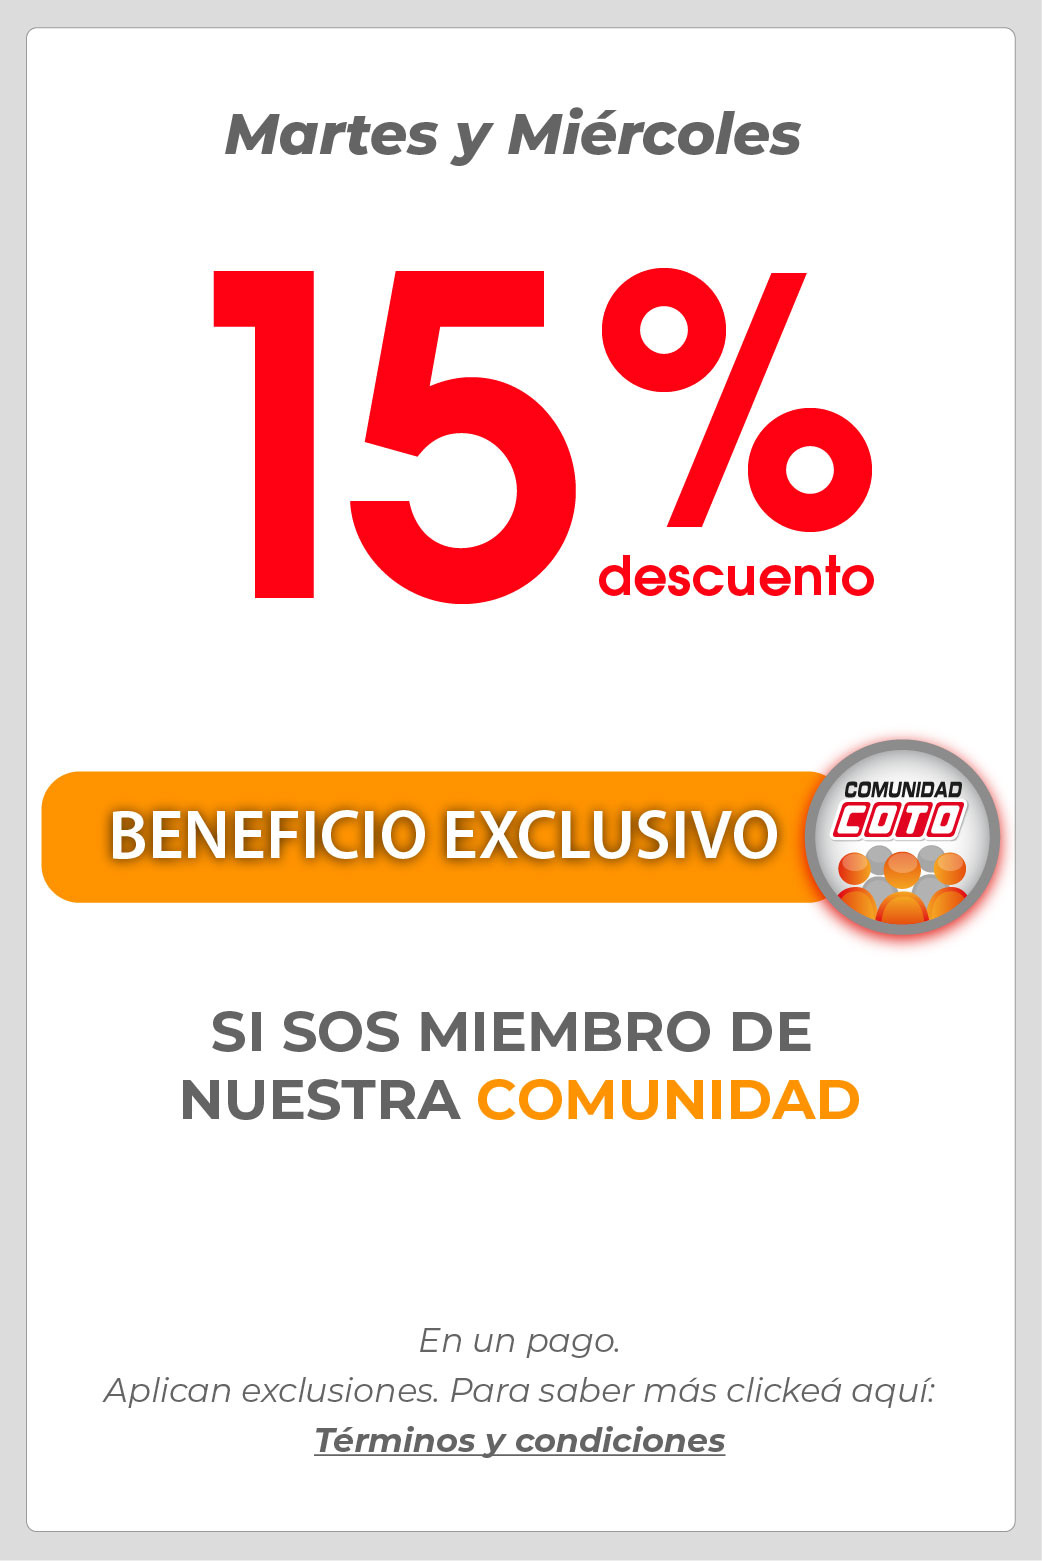 Martes y Miércoles
15%
descuento
BENEFICIO EXCLUSIVO
COMUNIDAD
COTO
SI SOS MIEMBRO DE
NUESTRA COMUNIDAD
En un pago.
Aplican exclusiones. Para saber más clickeá aquí:
Términos y condiciones